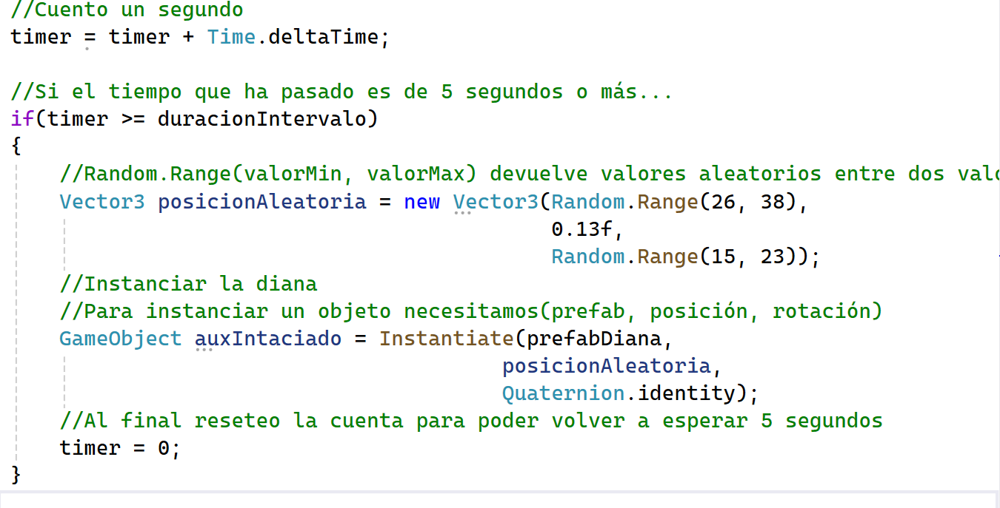 //Cuento un segundo
timer = timer + Time.deltaTime;
//Si el tiempo que ha pasado es de 5 segundos o más...
if(timer >= duracionIntervalo)
{
//Random.Range(valorMin, valorMax) devuelve valores aleatorios entre dos
Vector3 posicionAleatoria = new Vector3(Random.Range(26, 38),
0.13f,
Random.Range(15, 23));
//Instanciar la diana
//Para instanciar un objeto necesitamos(prefab, posición, rotación)
GameObject auxIntaciado = Instantiate(prefabDiana,
posicionAleatoria,
Quaternion.identity);
//Al final reseteo la cuenta para poder volver a esperar 5 segundos
timer = 0;
}